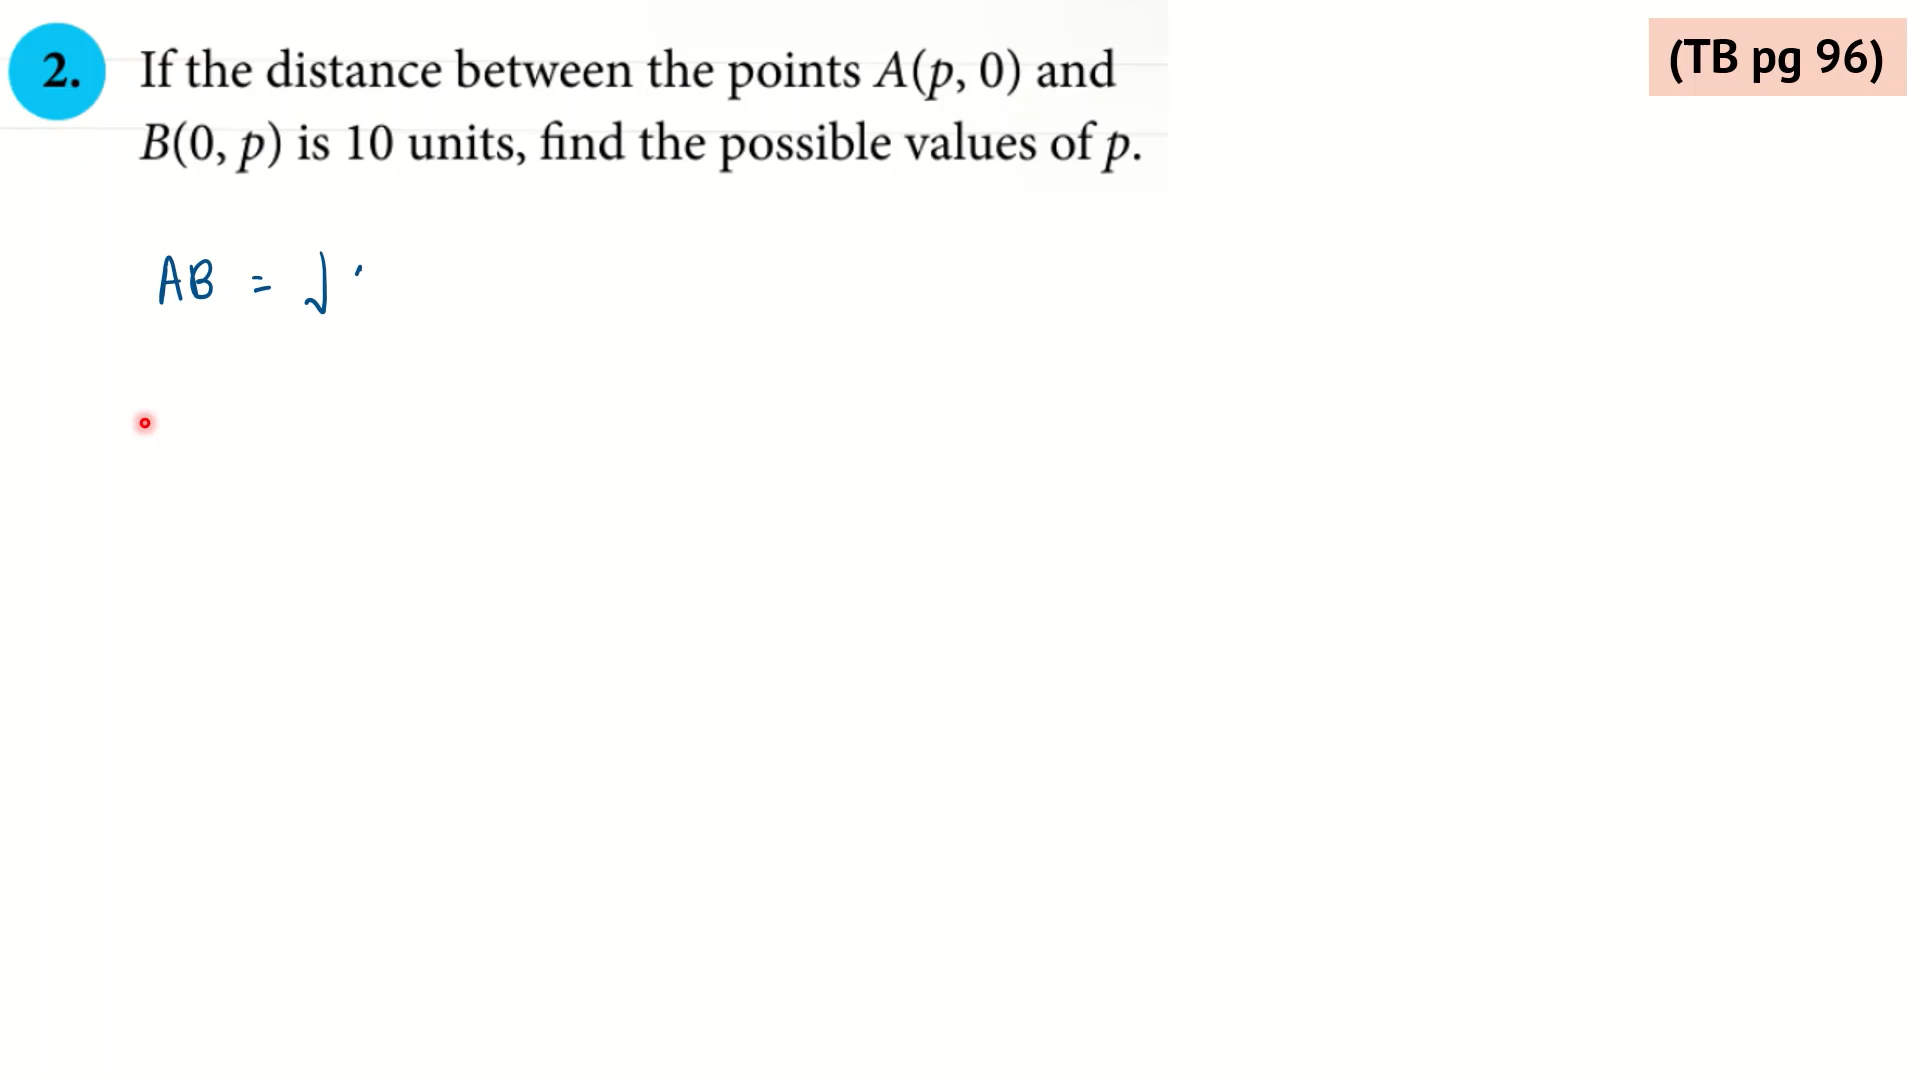 2. If the distance between the points A(p, 0) and
B(0, p) is 10 units, find the possible values of p.
(TB pg 96)
AB = √